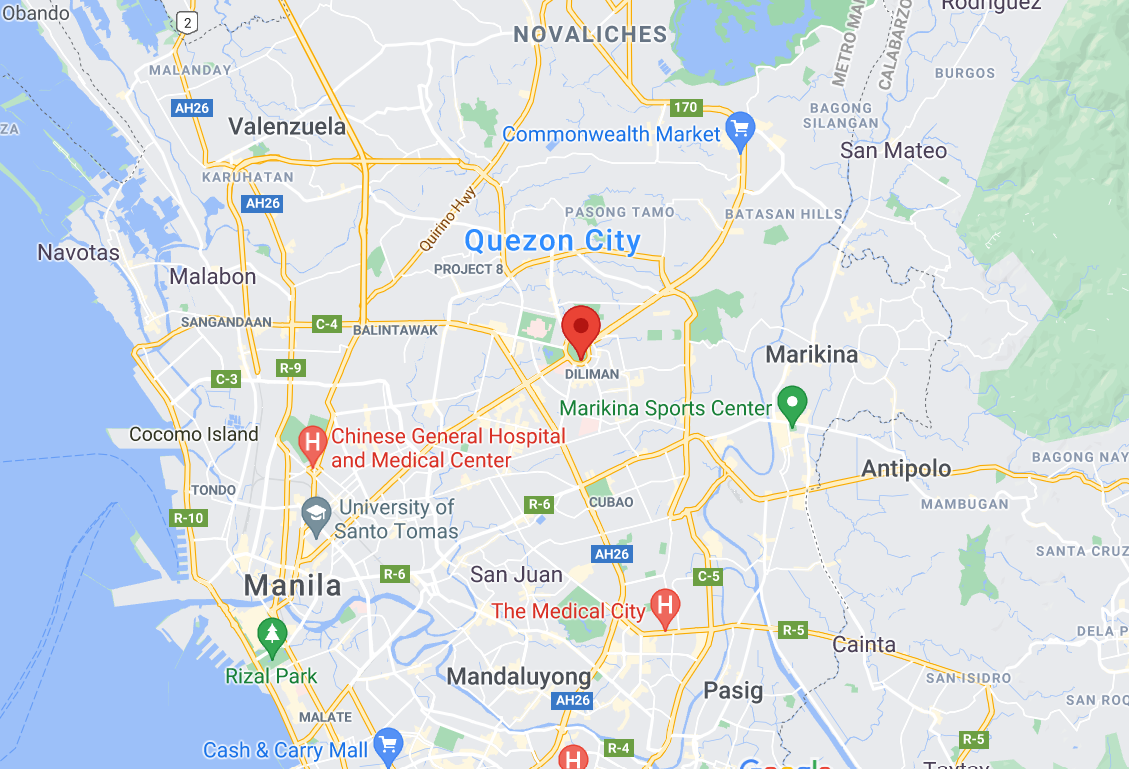 Obando
2
NOVALICHES
Rodriguez
METRO MAN
CALABARZO
MALANDAY
BURGOS
AH26
170
BAGONG
SILANGAN
Valenzuela
Commonwealth Market
ZA
San Mateo
KARUHATAN
AH26
Quirino Hwy
PASONG TAMO
BATASAN HILLS
Quezon City
Navotas
PROJECT 8
Malabon
SANGANDAAN
C-4
BALINTAWAK
Marikina
R-9
DILIMAN
C-3
Marikina Sports Center
Cocomo Island
Chinese General Hospital
and Medical Center
H
BAGONG NAY
Antipolo
TONDO
R-6
CUBAO
MAMBUGAN
University of
Santo Tomas
R-10
AH26
SANTA CRUZ
Manila
R-6
San Juan
C-5
The Medical City
H
R-5
DELA P
Cainta
Rizal Park
Mandaluyong
SAN ISIDRO
AH26
Pasig
SAN ROQ
MALATE
Cash & Carry Mall
R-4
R-5
H
Google
Taytay